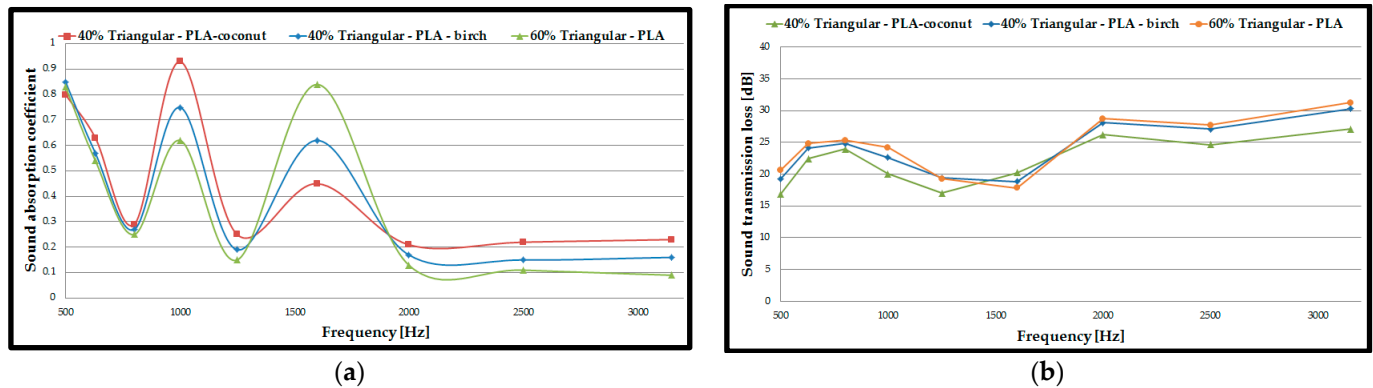 40% Triangular - PLA-coconut 40% Triangular - PLA - birch 60% Triangular - PLA
Sound absorption coefficient
1
0.9
0.8
0.7
0.6
0.5
0.4
0.3
0.2
0.1
0
500 1000 1500 2000 2500 3000
Frequency [Hz]
(a)
40% Triangular - PLA-coconut 40% Triangular - PLA - birch 60% Triangular - PLA
Sound transmission loss [dB]
40
35
30
25
20
15
10
5
0
500 1000 1500 2000 2500 3000
Frequency [Hz]
(b)